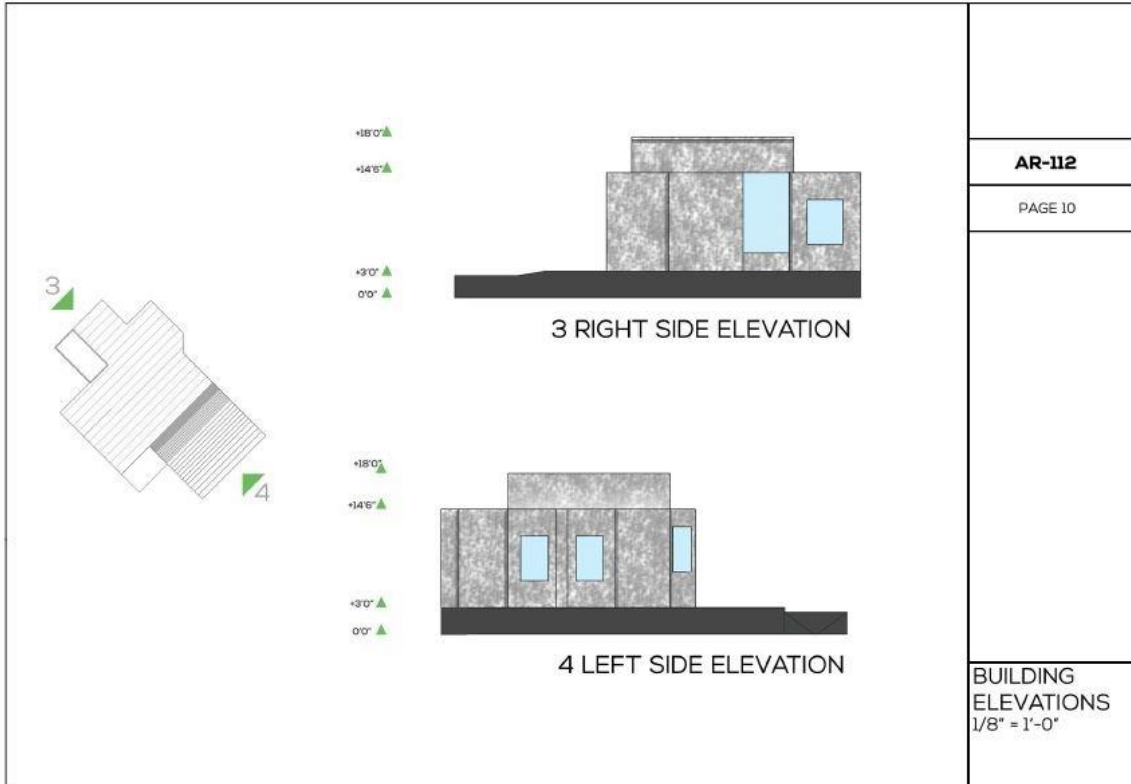 +18'0"
+14'6"
+3'0"
0'0"
3 RIGHT SIDE ELEVATION
3
4
+18'0"
+14'6"
+3'0"
0'0"
4 LEFT SIDE ELEVATION
AR-112
PAGE 10
BUILDING
ELEVATIONS
1/8" = 1'-0"